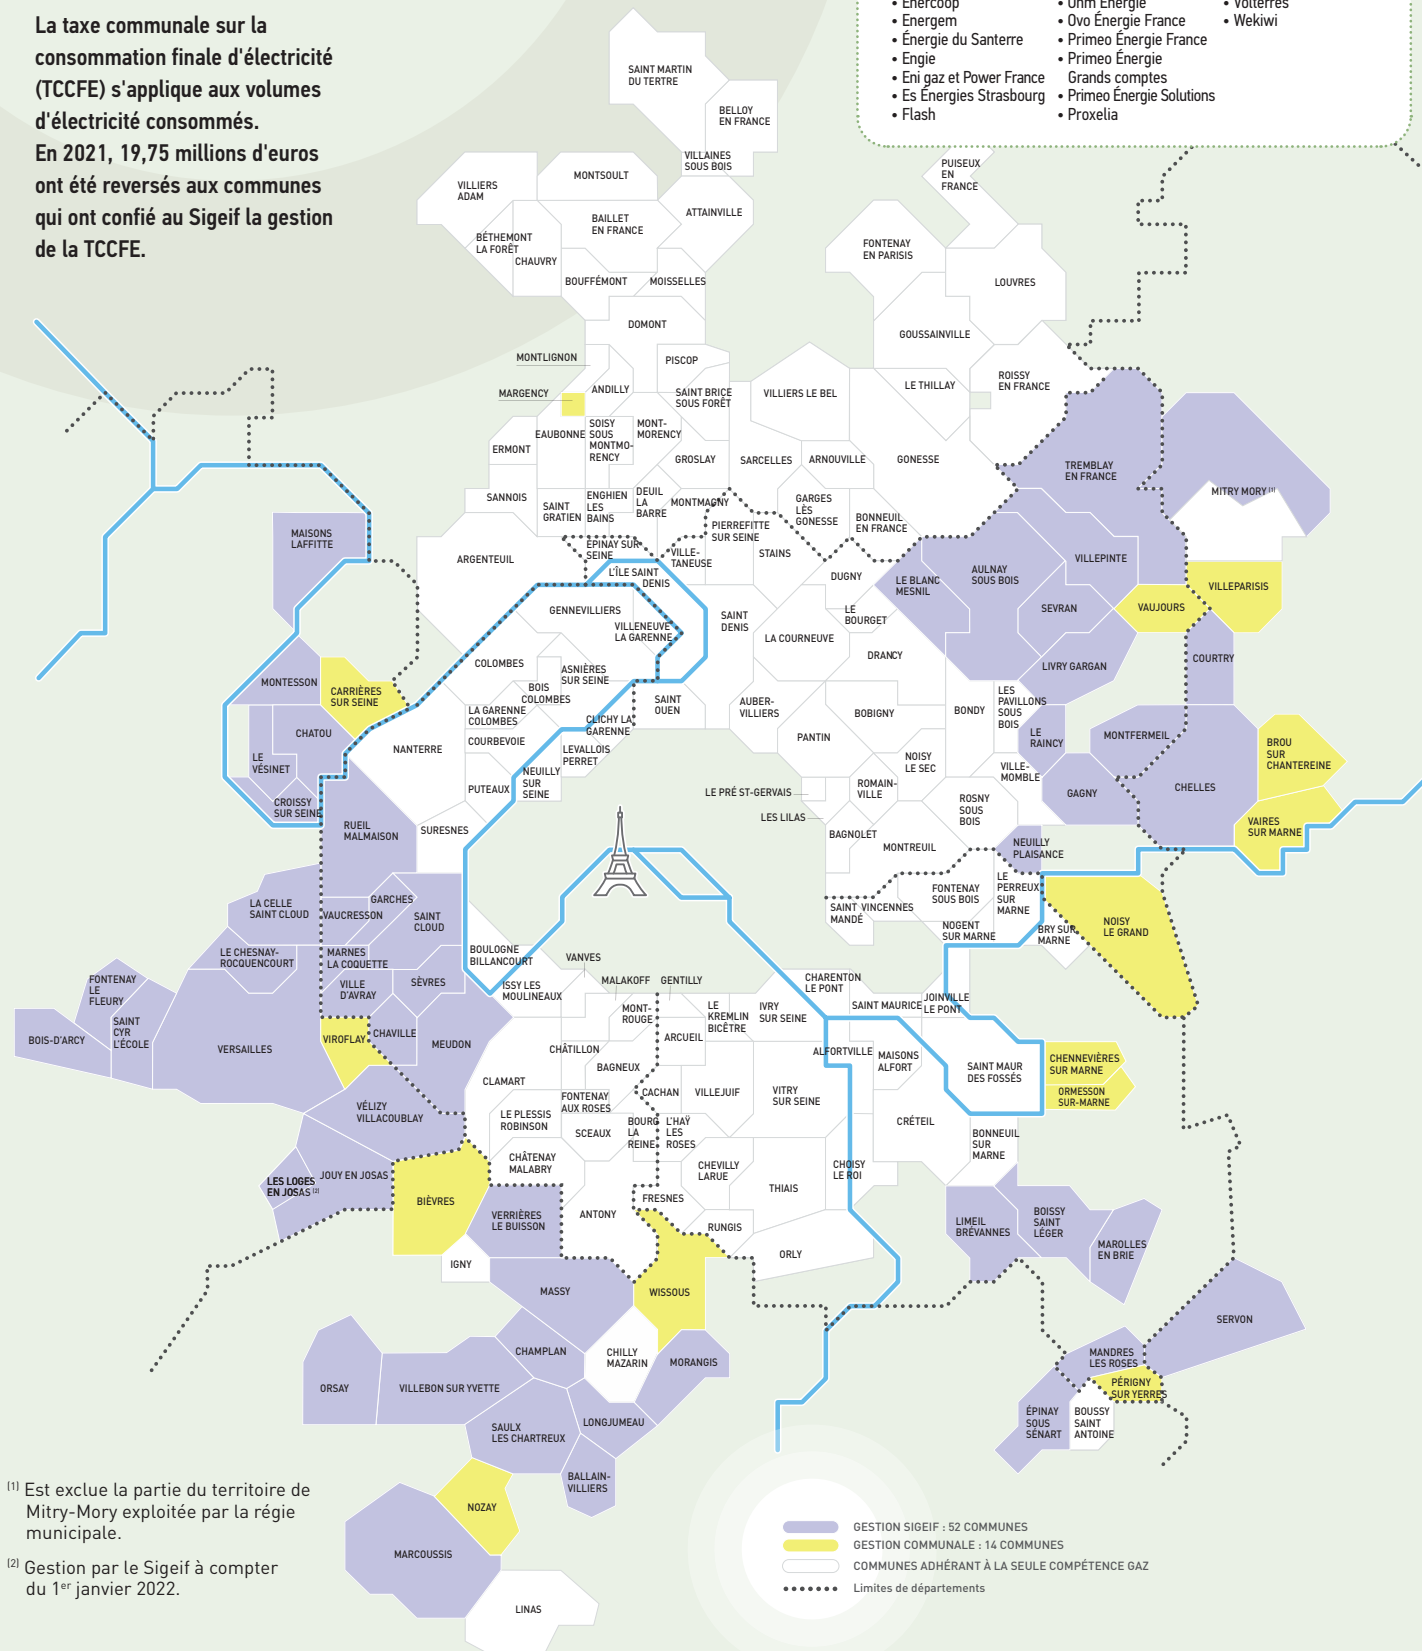 La taxe communale sur la
consommation finale d'électricité
(TCCFE) s'applique aux volumes
d'électricité consommés.
En 2021, 19,75 millions d'euros
ont été reversés aux communes
qui ont confié au Sigeif la gestion
de la TCCFE.
• Enercoop
• Energem
• Énergie du Santerre
• Engie
• Eni gaz et Power France
• Es Énergies Strasbourg
• Flash
• Ohm Énergie
• Ovo Énergie France
• Primeo Énergie France
• Primeo Énergie
Grands comptes
• Primeo Énergie Solutions
• Proxelia
• Volterres
• Wekiwi
SAINT MARTIN
DU TERTRE
BELLOY
EN FRANCE
VILLAINES
SOUS BOIS
PUISEUX
EN
FRANCE
MONTSOULT
VILLIERS
ADAM
ATTAINVILLE
BAILLET
EN FRANCE
BÉTHEMONT
LA FORÊT
CHAUVRY
FONTENAY
EN PARISIS
BOUFFÉMONT
MOISSELLES
LOUVRES
DOMONT
GOUSSAINVILLE
MONTLIGNON
PISCOP
MARGENCY
ANDILLY
SAINT BRICE
SOUS FORÊT
VILLIERS LE BEL
LE THILLAY
ROISSY
EN FRANCE
EAUBONNE
SOISY
SOUS
MONTMO-
RENCY
MONT-
MORENCY
ERMONT
GROSLAY
SARCELLES
ARNOUVILLE
GONESSE
TREMBLAY
EN FRANCE
MITRY MORY (1)
SANNOIS
SAINT
GRATIEN
ENGHIEN
LES
BAINS
DEUIL
LA
BARRE
MONTMAGNY
GARGES
LÈS
GONESSE
BONNEUIL
EN FRANCE
PIERREFITTE
SUR SEINE
STAINS
MAISONS
LAFFITTE
ARGENTEUIL
ÉPINAY SUR
SEINE
VILLE-
TANEUSE
L'ÎLE SAINT
DENIS
DUGNY
LE BLANC
MESNIL
AULNAY
SOUS BOIS
VILLEPINTE
VILLEPARISIS
VAUJOURS
SEVRAN
GENNEVILLIERS
VILLENEUVE
LA GARENNE
SAINT
DENIS
LE
BOURGET
LA COURNEUVE
DRANCY
LIVRY GARGAN
COURTRY
COLOMBES
ASNIÈRES
SUR SEINE
BOIS
COLOMBES
MONTESSON
CARRIÈRES
SUR SEINE
LA GARENNE
COLOMBES
CLICHY LA
GARENNE
SAINT
OUEN
AUBER-
VILLIERS
BOBIGNY
BONDY
LES
PAVILLONS
SOUS
BOIS
LE
RAINCY
MONTFERMEIL
BROU
SUR
CHANTEREINE
CHATOU
NANTERRE
COURBEVOIE
LEVALLOIS
PERRET
PANTIN
LE
VÉSINET
NEUILLY
SUR
SEINE
PUTEAUX
NOISY
LE SEC
VILLE-
MOMBLE
CHELLES
GAGNY
CROISSY
SUR SEINE
LE PRÉ ST-GERVAIS
ROMAIN-
VILLE
ROSNY
SOUS
BOIS
LES LILAS
RUEIL
MALMAISON
SURESNES
BAGNOLET
MONTREUIL
NEUILLY
PLAISANCE
VAIRES
SUR MARNE
LA CELLE
SAINT CLOUD
VAUCRESSON
GARCHES
SAINT
CLOUD
SAINT
MANDÉ
VINCENNES
FONTENAY
SOUS BOIS
LE
PERREUX
SUR
MARNE
NOISY
LE GRAND
NOGENT
SUR MARNE
BRY SUR
MARNE
LE CHESNAY-
ROCQUENCOURT
MARNES
LA COQUETTE
BOULOGNE
BILLANCOURT
VANVES
FONTENAY
LE
FLEURY
VILLE
D'AVRAY
SÈVRES
ISSY LES
MOULINEAUX
MALAKOFF
GENTILLY
CHARENTON
LE PONT
SAINT MAURICE
JOINVILLE
LE PONT
MONT-
ROUGE
LE
KREMLIN
BICÊTRE
IVRY
SUR SEINE
SAINT
CYR
L'ÉCOLE
BOIS-D'ARCY
VERSAILLES
VIROFLAY
CHAVILLE
MEUDON
CHÂTILLON
ARCUEIL
ALFORTVILLE
MAISONS
ALFORT
SAINT MAUR
DES FOSSÉS
CHENNEVIÈRES
SUR MARNE
BAGNEUX
CLAMART
CACHAN
VILLEJUIF
VITRY
SUR SEINE
ORMESSON
SUR-MARNE
VÉLIZY
VILLACOUBLAY
FONTENAY
AUX ROSES
LE PLESSIS
ROBINSON
SCEAUX
BOURG
LA
REINE
L'HAŸ
LES
ROSES
CRÉTEIL
BONNEUIL
SUR
MARNE
CHÂTENAY
MALABRY
CHEVILLY
LARUE
CHOISY
LE ROI
LES LOGES
EN JOSAS (2)
JOUY EN JOSAS
THIAIS
BIÈVRES
VERRIÈRES
LE BUISSON
ANTONY
FRESNES
RUNGIS
LIMEIL
BRÉVANNES
BOISSY
SAINT
LÉGER
MAROLLES
EN BRIE
ORLY
IGNY
MASSY
WISSOUS
SERVON
CHAMPLAN
CHILLY
MAZARIN
MORANGIS
MANDRES
LES ROSES
PÉRIGNY
SUR YERRES
ORSAY
VILLEBON SUR YVETTE
SAULX
LES CHARTREUX
LONGJUMEAU
ÉPINAY
SOUS
SÉNART
BOUSSY
SAINT
ANTOINE
BALLAIN-
VILLIERS
NOZAY
MARCOUSSIS
LINAS
(1) Est exclue la partie du territoire de
Mitry-Mory exploitée par la régie
municipale.
(2) Gestion par le Sigeif à compter
du 1er janvier 2022.
GESTION SIGEIF : 52 COMMUNES
GESTION COMMUNALE : 14 COMMUNES
COMMUNES ADHÉRANT À LA SEULE COMPÉTENCE GAZ
Limites de départements